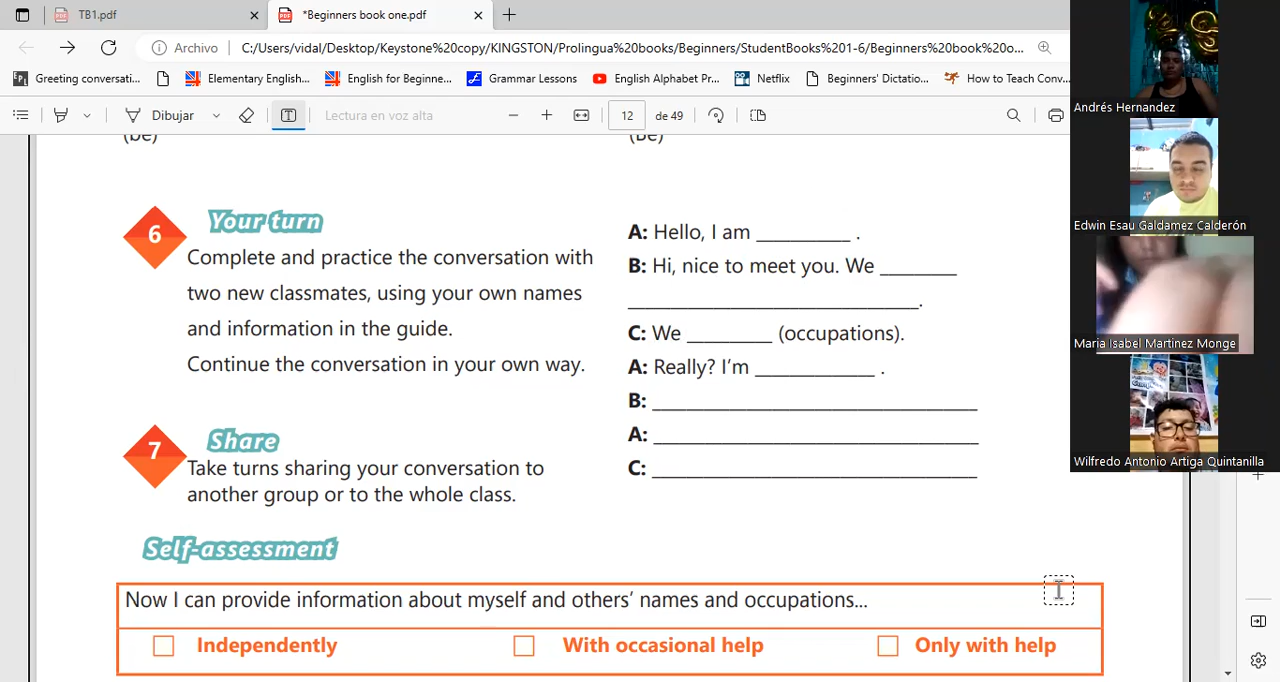 TB1.pdf
*Beginners book one.pdf
Archivo
C:/Users/vidal/Desktop/Keystone%20copy/KINGSTON/Prolingua%20books/Beginners/StudentBooks%201-6/Beginners%20book%20o...
Greeting conversati...
Elementary English...
English for Beginne...
Grammar Lessons
English Alphabet Pr...
Netflix
Beginners' Dictatio...
How to Teach Conv...
Dibujar
Lectura en voz alta
12
de 49
(be)
(Be)
6
Your turn
Complete and practice the conversation with
two new classmates, using your own names
and information in the guide.
Continue the conversation in your own way.
A: Hello, I am __________ .
B: Hi, nice to meet you. We ________
______________________________.
C: We _________ (occupations).
A: Really? I'm _____________ .
B: __________________________________
A: __________________________________
C: __________________________________
7
Share
Take turns sharing your conversation to
another group or to the whole class.
Self-assessment
Now I can provide information about myself and others' names and occupations...
Independently
With occasional help
Only with help
Andrés Hernandez
Edwin Esau Galdamez Calderón
Maria Isabel Martinez Monge
Wilfredo Antonio Artiga Quintanilla